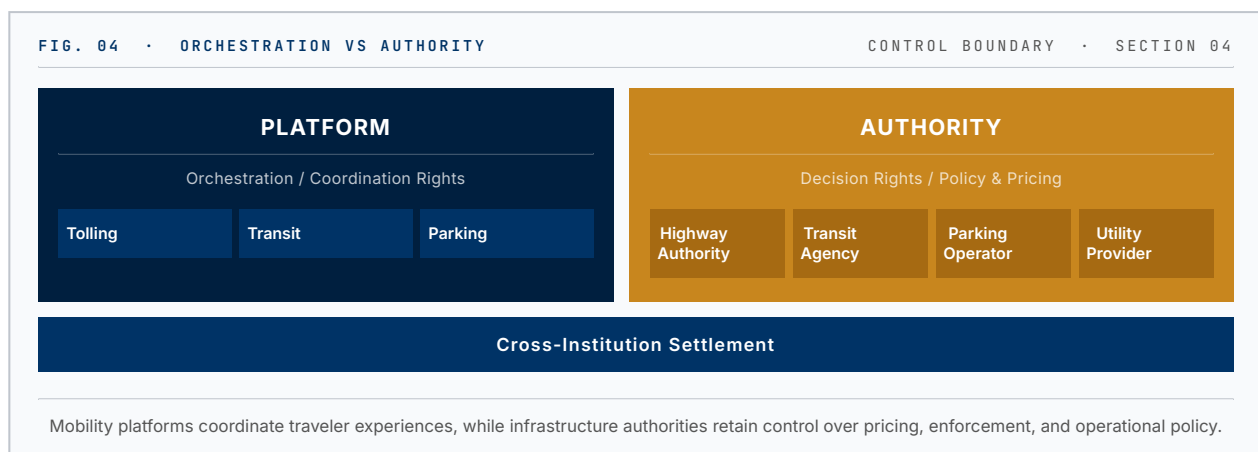 FIG. 04 · ORCHESTRATION VS AUTHORITY
CONTROL BOUNDARY · SECTION 04
PLATFORM
Orchestration / Coordination Rights
Tolling
Transit
Parking
AUTHORITY
Decision Rights / Policy & Pricing
Highway
Authority
Transit
Agency
Parking
Operator
Utility
Provider
Cross-Institution Settlement
Mobility platforms coordinate traveler experiences, while infrastructure authorities retain control over pricing, enforcement, and operational policy.